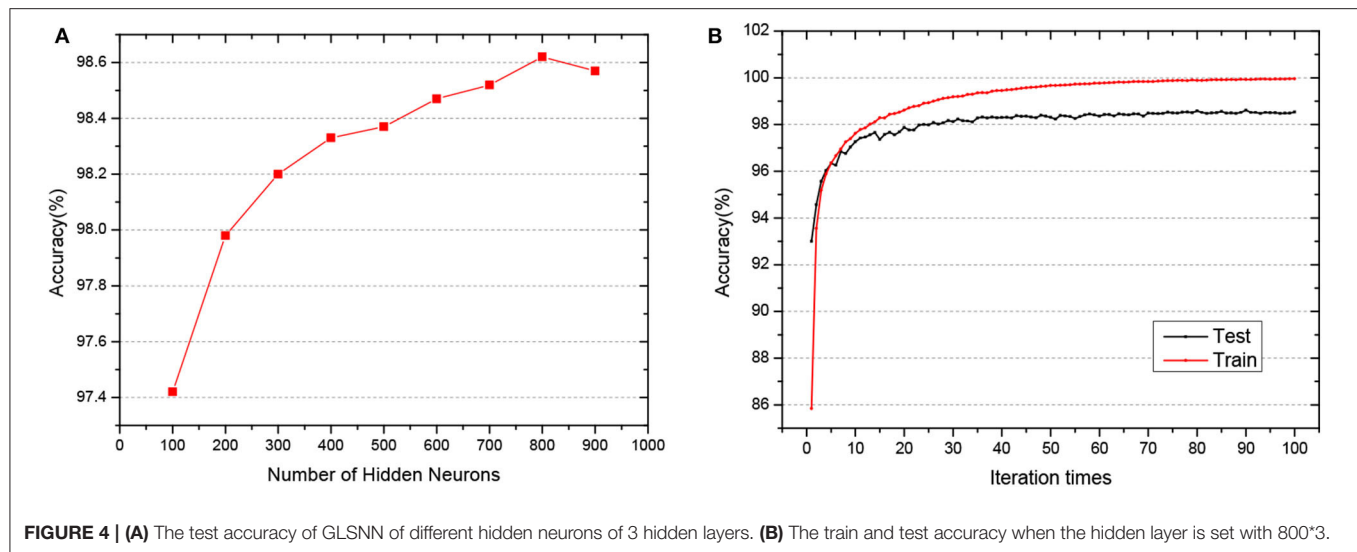 A
98.6
98.4
98.2
98.0
97.8
97.6
97.4
Accuracy(%)
0 100 200 300 400 500 600 700 800 900 1000
Number of Hidden Neurons
B
102
100
98
96
94
92
90
88
86
Accuracy(%)
Test
Train
0 10 20 30 40 50 60 70 80 90 100
Iteration times
FIGURE 4 | (A) The test accuracy of GLSNN of different hidden neurons of 3 hidden layers. (B) The train and test accuracy when the hidden layer is set with 800*3.